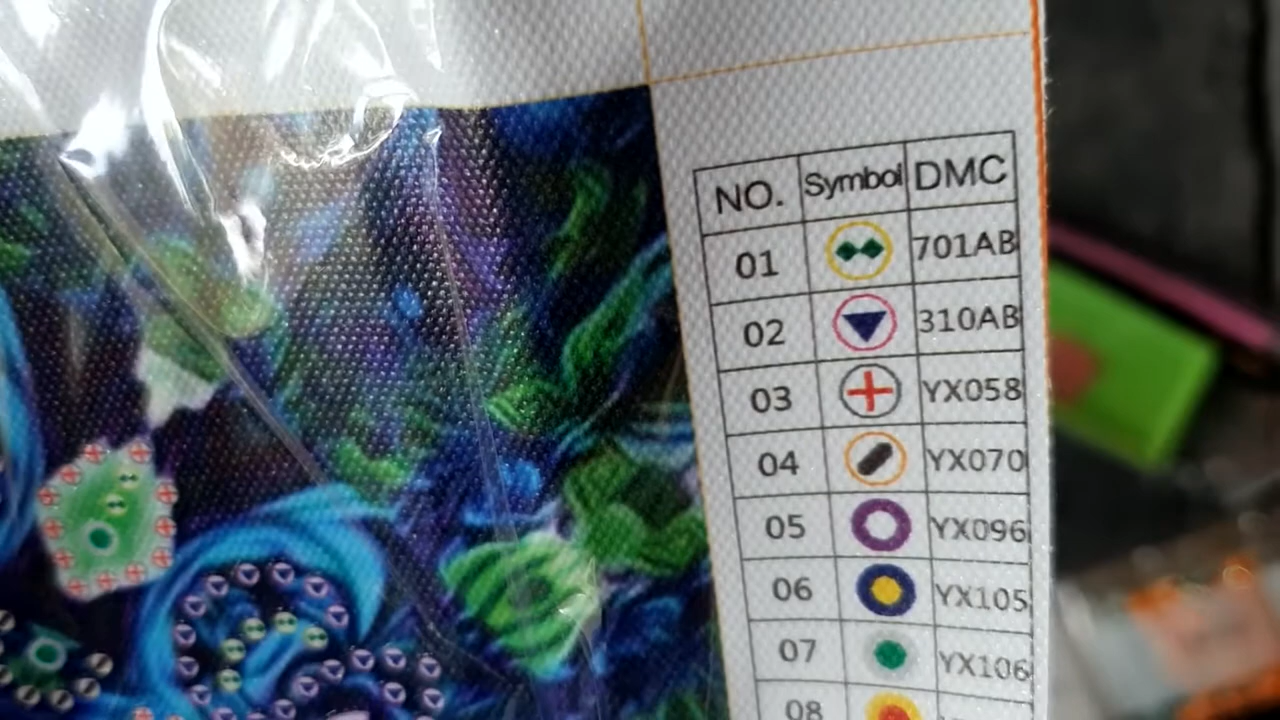 NO. Symbol DMC
01 701AB
02 310AB
03 YX058
04 YX070
05 YX096
06 YX105
07 YX106
08